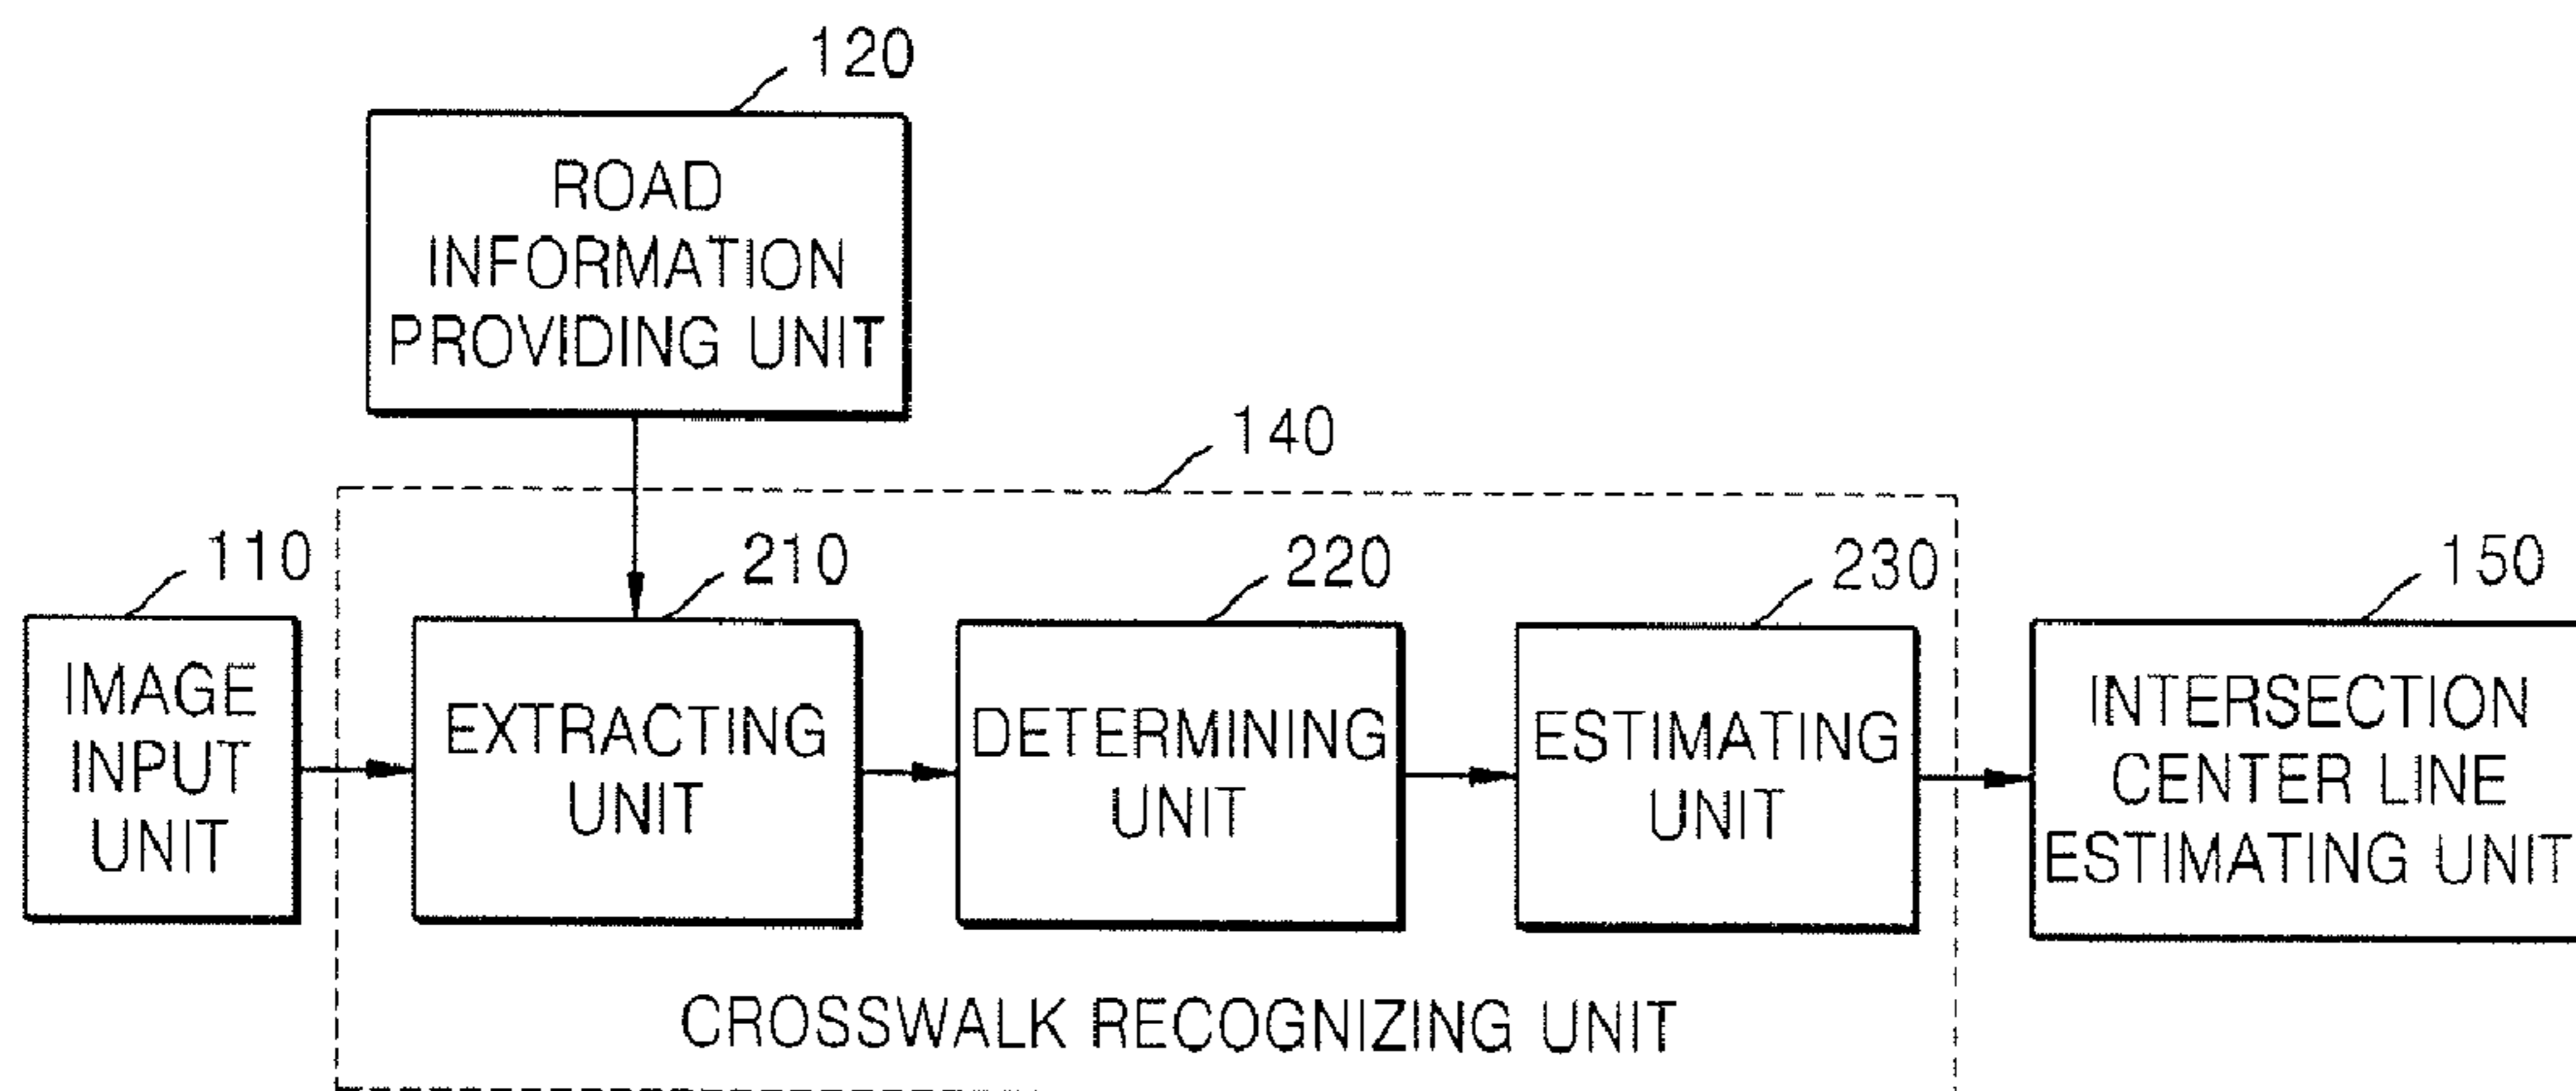 120
ROAD
INFORMATION
PROVIDING UNIT
140
110
210
220
230
150
IMAGE
INPUT
UNIT
EXTRACTING
UNIT
DETERMINING
UNIT
ESTIMATING
UNIT
INTERSECTION
CENTER LINE
ESTIMATING UNIT
CROSSWALK RECOGNIZING UNIT